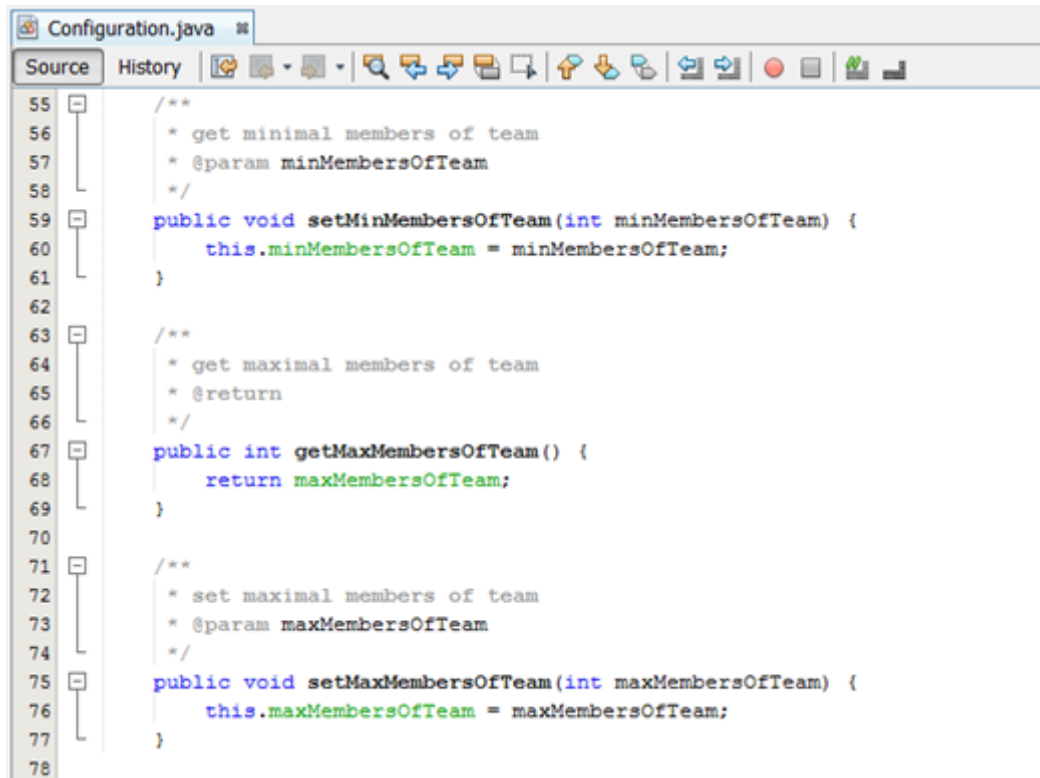 Configuration.java
Source History
55 /**
56 * get minimal members of team
57 * @param minMembersOfTeam
58 */
59 public void setMinMembersOfTeam(int minMembersOfTeam) {
60 this.minMembersOfTeam = minMembersOfTeam;
61 }
62
63 /**
64 * get maximal members of team
65 * @return
66 */
67 public int getMaxMembersOfTeam() {
68 return maxMembersOfTeam;
69 }
70
71 /**
72 * set maximal members of team
73 * @param maxMembersOfTeam
74 */
75 public void setMaxMembersOfTeam(int maxMembersOfTeam) {
76 this.maxMembersOfTeam = maxMembersOfTeam;
77 }
78